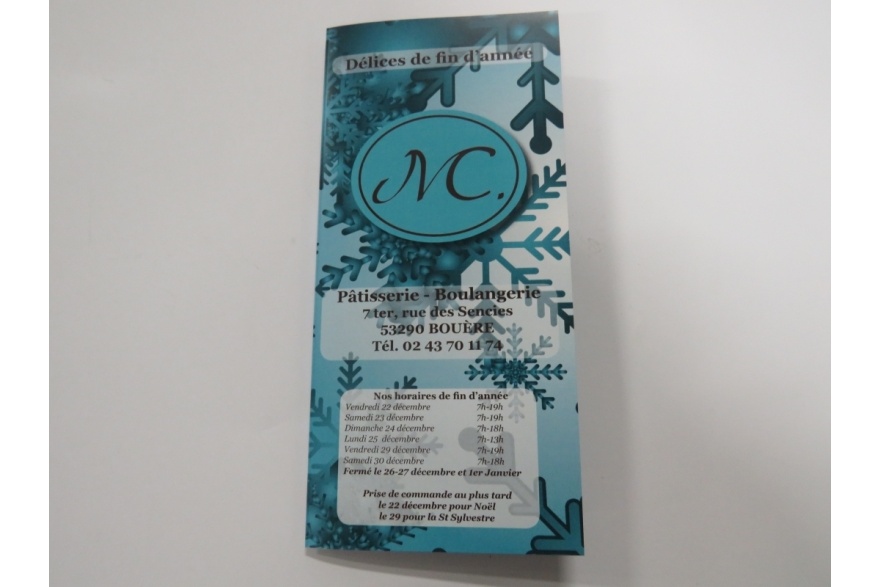 Délices de fin d'année
NC.
Pâtisserie - Boulangerie
7 ter, rue des Sencies
53290 BOUÈRE
Tél. 02 43 70 11 74
Nos horaires de fin d'année
Vendredi 22 décembre 7h-19h
Samedi 23 décembre 7h-19h
Dimanche 24 décembre 7h-18h
Lundi 25 décembre 7h-13h
Vendredi 29 décembre 7h-19h
Samedi 30 décembre 7h-18h
Fermé le 26-27 décembre et 1er Janvier
Prise de commande au plus tard
le 22 décembre pour Noël
le 29 pour la St Sylvestre